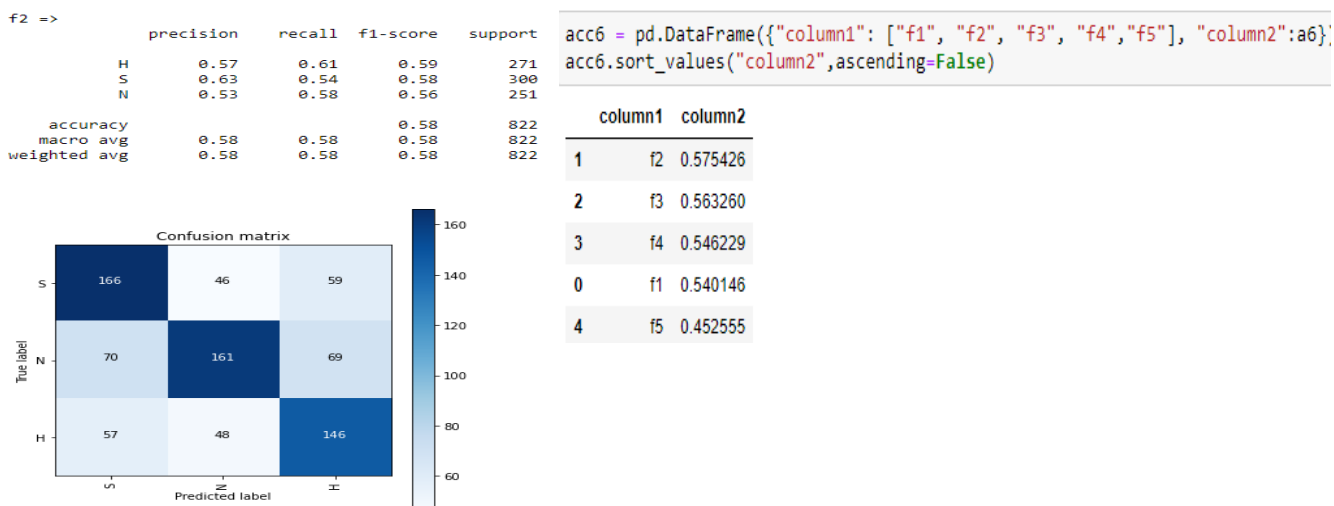 f2 =>
precision recall f1-score support
H 0.57 0.61 0.59 271
S 0.63 0.54 0.58 300
N 0.53 0.58 0.56 251
accuracy 0.58 822
macro avg 0.58 0.58 0.58 822
weighted avg 0.58 0.58 0.58 822
Confusion matrix
S 166 46 59
N 70 161 69
H 57 48 146
True label
S N H
Predicted label
160
140
120
100
80
60
acc6 = pd.DataFrame({"column1": ["f1", "f2", "f3", "f4","f5"], "column2":a6})
acc6.sort_values("column2",ascending=False)
column1 column2
1 f2 0.575426
2 f3 0.563260
3 f4 0.546229
0 f1 0.540146
4 f5 0.452555